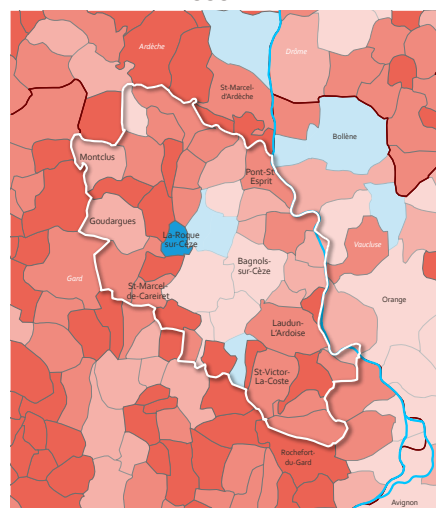 Ardèche
Drôme
St-Marcel-
d'Ardèche
Bollène
Montclus
Pont-St
Esprit
Goudargues
La-Roque
sur-Cèze
Vaucluse
Gard
Bagnols-
sur-Cèze
St-Marcel-
de-Careiret
Orange
Laudun-
L'Ardoise
St-Victor-
La-Coste
Rochefort-
du-Gard
Avignon